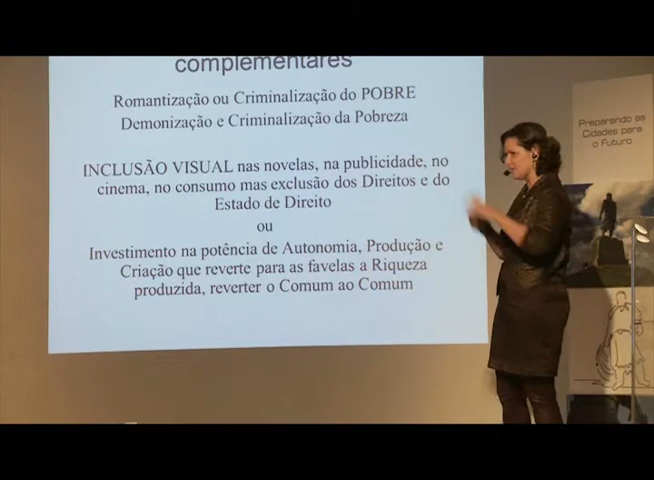 complementares
Romantização ou Criminalização do POBRE
Demonização e Criminalização da Pobreza
INCLUSÃO VISUAL nas novelas, na publicidade, no
cinema, no consumo mas exclusão dos Direitos e do
Estado de Direito
ou
Investimento na potência de Autonomia, Produção e
Criação que reverte para as favelas a Riqueza
produzida, reverter o Comum ao Comum
Preparando as
Cidades para
o Futuro